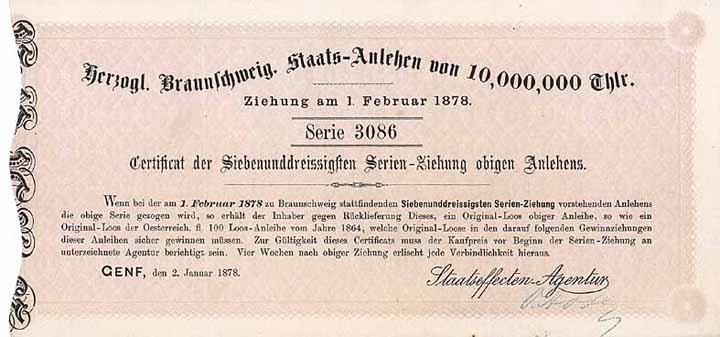 Herzogl. Braunschweig. Staats-Anlehen von 10,000,000 Thlr.
Ziehung am 1. Februar 1878.
Serie 3086
Certificat der Siebenunddreissigsten Serien-Ziehung obigen Anlehens.
Wenn bei der am 1. Februar 1878 zu Braunschweig stattfindenden Siebenunddreissigsten Serien-Ziehung vorstehenden Anlehens
die obige Serie gezogen wird, so erhält der Inhaber gegen Rücklieferung Dieses, ein Original-Loos obiger Anleihe, so wie ein
Original-Loos der Oesterreich. fl. 100 Loos-Anleihe vom Jahre 1864, welche Original-Loose in den darauf folgenden Gewinnziehungen
dieser Anleihen sicher gewinnen müssen. Zur Gültigkeit dieses Certificats muss der Kaufpreis vor Beginn der Serien-Ziehung an
unterzeichnete Agentur berichtigt sein. Vier Wochen nach obiger Ziehung erlischt jede Verbindlichkeit hieraus.
GENF, den 2. Januar 1878.
Staatseffecten-Agentur